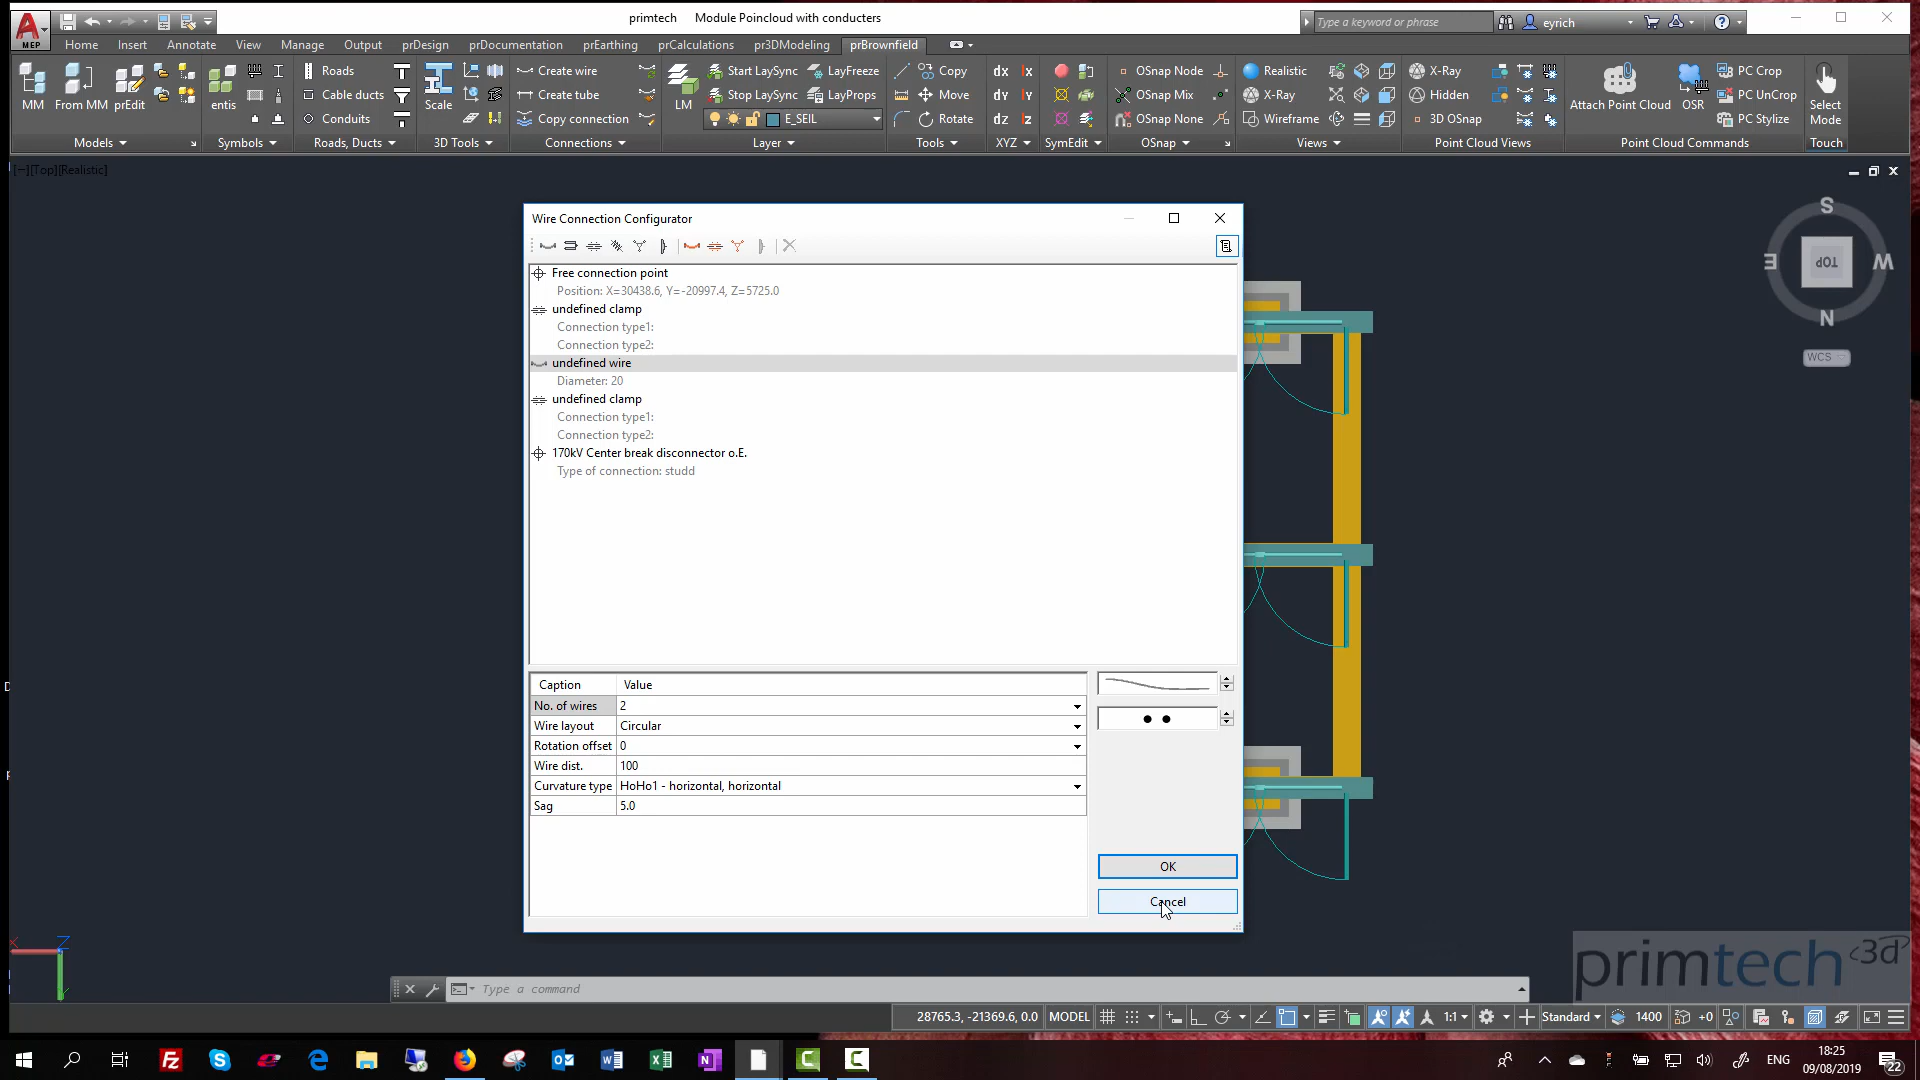 primtech Module Poincloud with conducters
Type a keyword or phrase
eyrich
MEP
Home Insert Annotate View Manage Output prDesign prDocumentation prEarthing prCalculations pr3DModeling prBrownfield
Roads Create wire Start LaySync LayFreeze Copy dx lx OSnap Node Realistic X-Ray PC Crop
MM From MM prEdit entis Cable ducts Scale Create tube LM Stop LaySync LayProps Move dy ly OSnap Mix X-Ray Hidden Attach Point Cloud OSR PC UnCrop Select Mode
Conduits Copy connection E_SEIL Rotate dz lz OSnap None Wireframe 3D OSnap PC Stylize
Models Symbols Roads, Ducts 3D Tools Connections Layer Tools XYZ SymEdit OSnap Views Point Cloud Views Point Cloud Commands Touch
[−][Top][Realistic]
S
E TOP W
N
WCS
Wire Connection Configurator
Free connection point
Position: X=30438.6, Y=-20997.4, Z=5725.0
undefined clamp
Connection type1:
Connection type2:
undefined wire
Diameter: 20
undefined clamp
Connection type1:
Connection type2:
170kV Center break disconnector o.E.
Type of connection: studd
Caption Value
No. of wires 2
Wire layout Circular
Rotation offset 0
Wire dist. 100
Curvature type HoHo1 - horizontal, horizontal
Sag 5.0
OK
Cancel
X Z
primtech 3d
Type a command
28765.3, -21369.6, 0.0 MODEL 1:1 Standard 1400 +0
ENG 18:25
09/08/2019 22